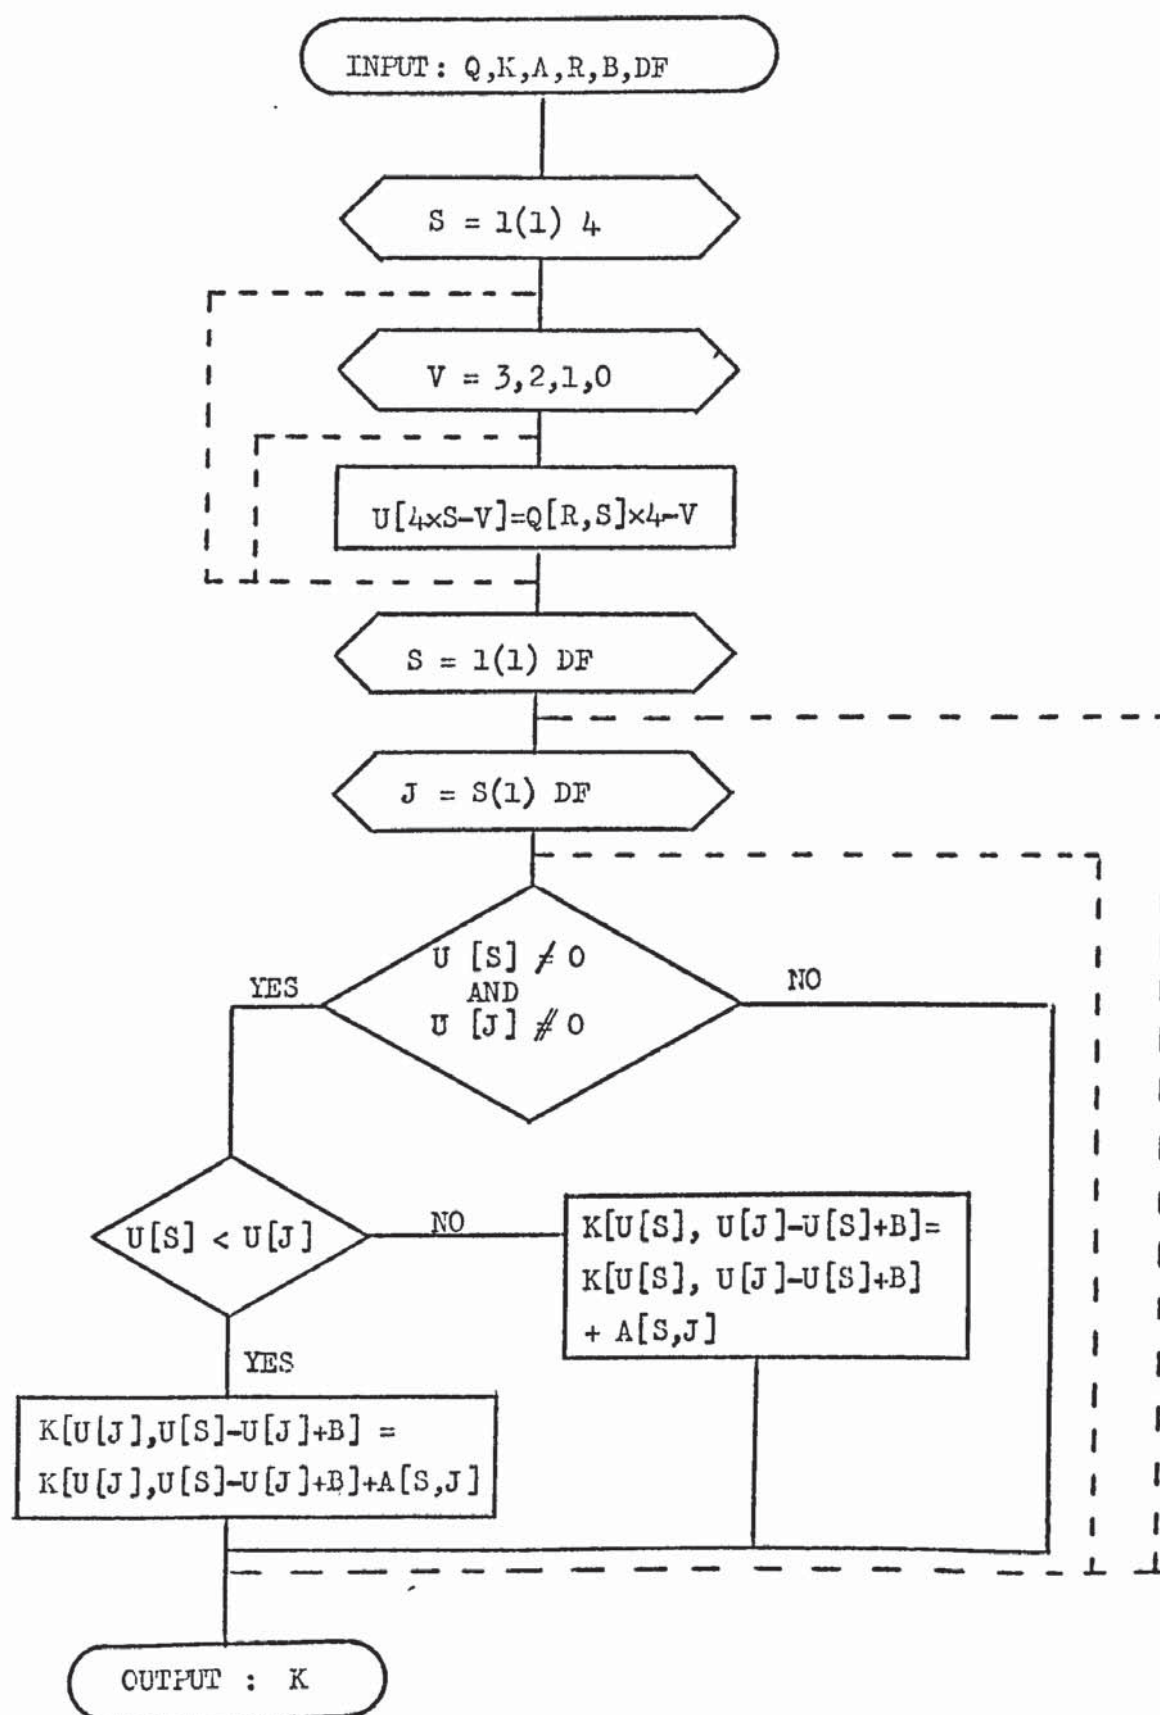 INPUT: Q,K,A,R,B,DF
S = 1(1) 4
V = 3,2,1,0
U[4×S-V]=Q[R,S]×4-V
S = 1(1) DF
J = S(1) DF
U [S] ≠ 0
AND
U [J] ≠ 0
YES
NO
U[S] < U[J]
NO
K[U[S], U[J]-U[S]+B]=
K[U[S], U[J]-U[S]+B]
+ A[S,J]
YES
K[U[J],U[S]-U[J]+B] =
K[U[J],U[S]-U[J]+B]+A[S,J]
OUTPUT : K